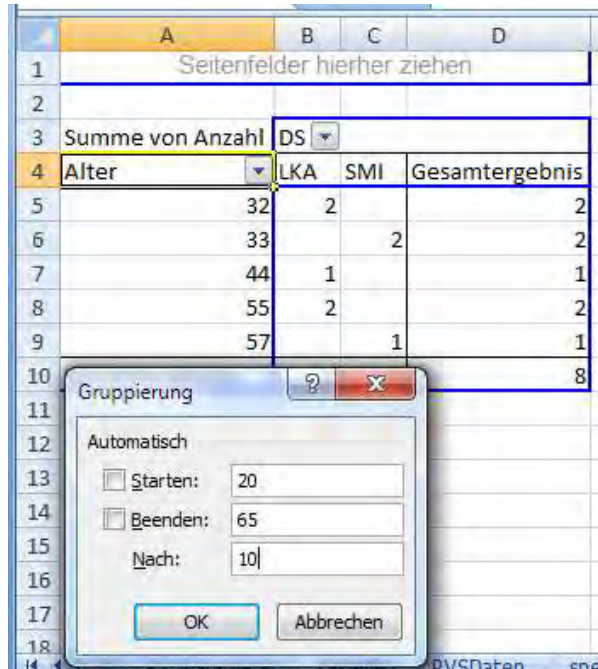 A B C D
1 Seitenfelder hierher ziehen
2
3 Summe von Anzahl DS
4 Alter LKA SMI Gesamtergebnis
5 32 2 2
6 33 2 2
7 44 1 1
8 55 2 2
9 57 1 1
10 8
Gruppierung
11
12 Automatisch
13 Starten: 20
14 Beenden: 65
15 Nach: 10
16
17 OK Abbrechen
18
PVSDaten spe